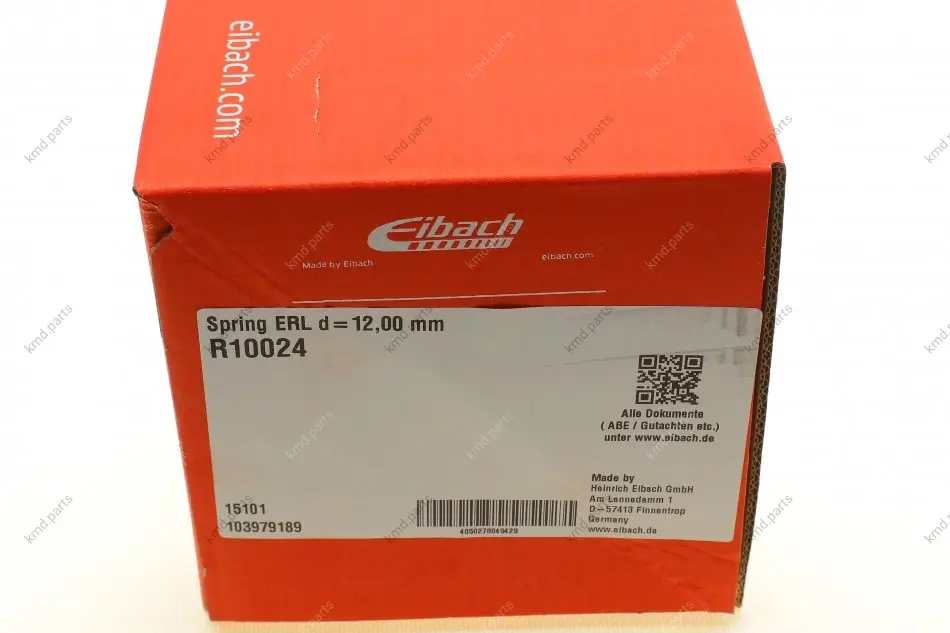 eibach.com
Eibach
Made by Eibach
eibach.com
Spring ERL d=12,00 mm
R10024
Alle Dokumente
( ABE / Gutachten etc.)
unter www.eibach.de
Made by
Heinrich Eibach GmbH
Am Lennedamm 1
D-57413 Finnentrop
Germany
www.eibach.de
15101
103979189
4050278049429
kmd.parts